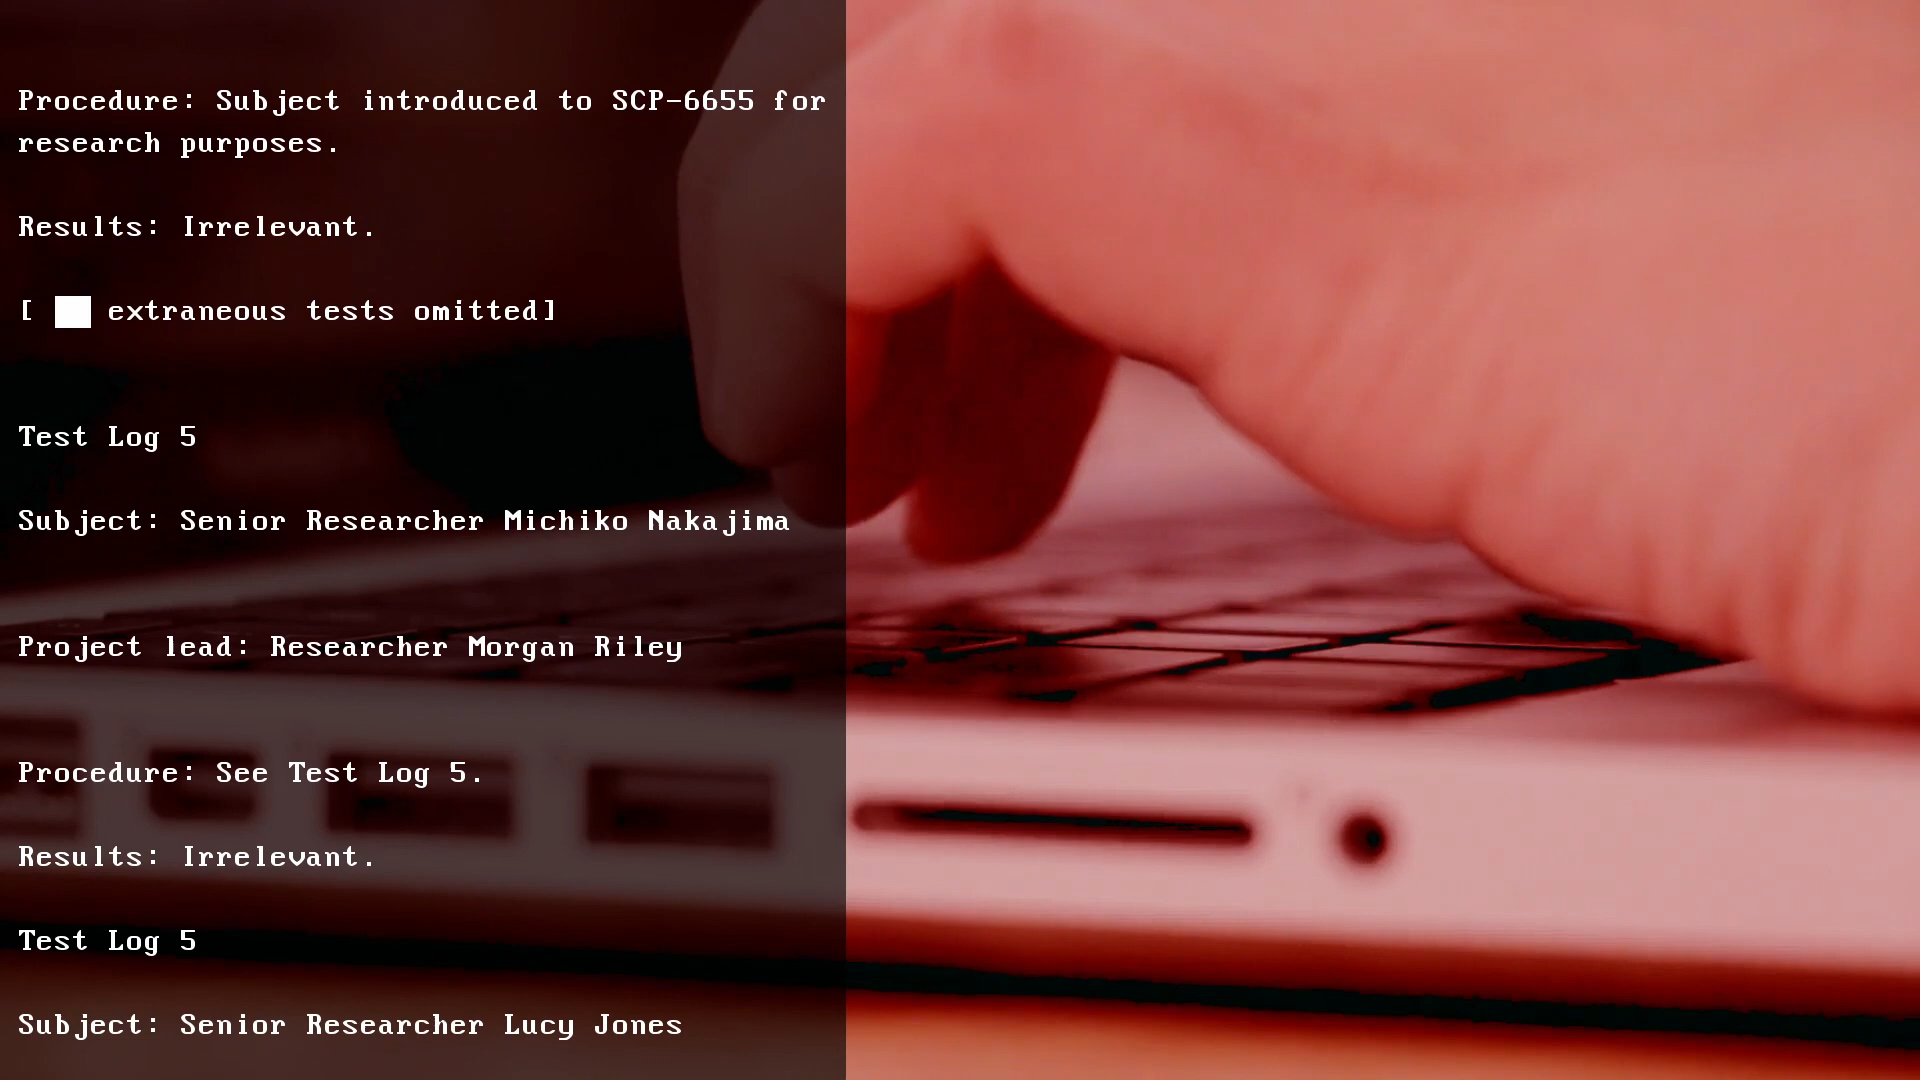 Procedure: Subject introduced to SCP-6655 for
research purposes.
Results: Irrelevant.
[ ██ extraneous tests omitted]
Test Log 5
Subject: Senior Researcher Michiko Nakajima
Project lead: Researcher Morgan Riley
Procedure: See Test Log 5.
Results: Irrelevant.
Test Log 5
Subject: Senior Researcher Lucy Jones